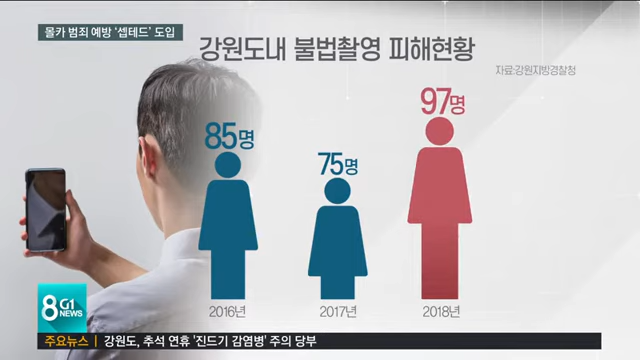 몰카 범죄 예방 '셉테드' 도입
강원도내 불법촬영 피해현황
자료:강원지방경찰청
85명
75명
97명
2016년
2017년
2018년
8 G1 NEWS
주요뉴스 강원도, 추석 연휴 '진드기 감염병' 주의 당부